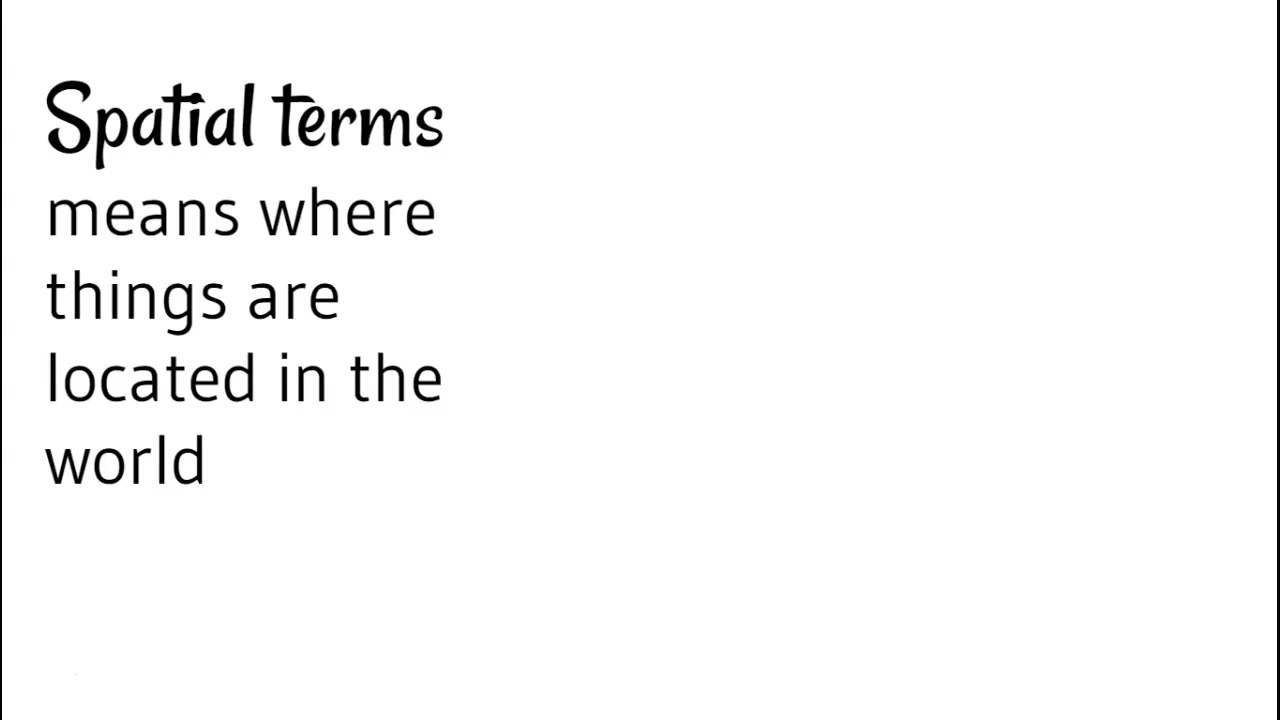 Spatial terms
means where
things are
located in the
world